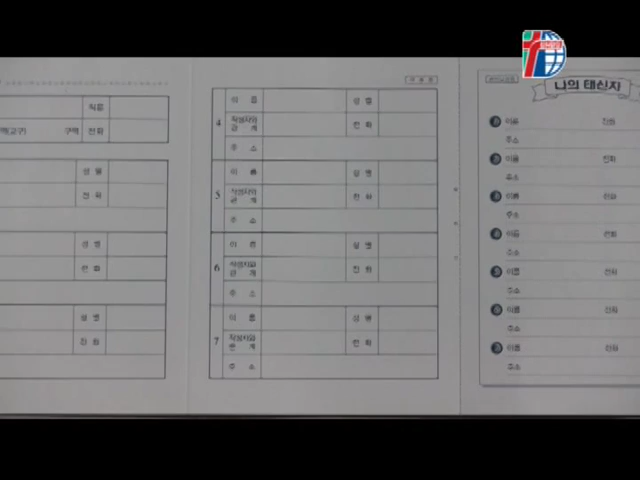 직분
구역 전화
성 별
전 화
성 별
전 화
성 별
전 화
4 이 름 성 별
작성자와 관 계 전 화
주 소
5 이 름 성 별
작성자와 관 계 전 화
주 소
6 이 름 성 별
작성자와 관 계 전 화
주 소
7 이 름 성 별
작성자와 관 계 전 화
주 소
나의 태신자
이름 전화
주소
이름 전화
주소
이름 전화
주소
이름 전화
주소
이름 전화
주소
이름 전화
주소
이름 전화
주소